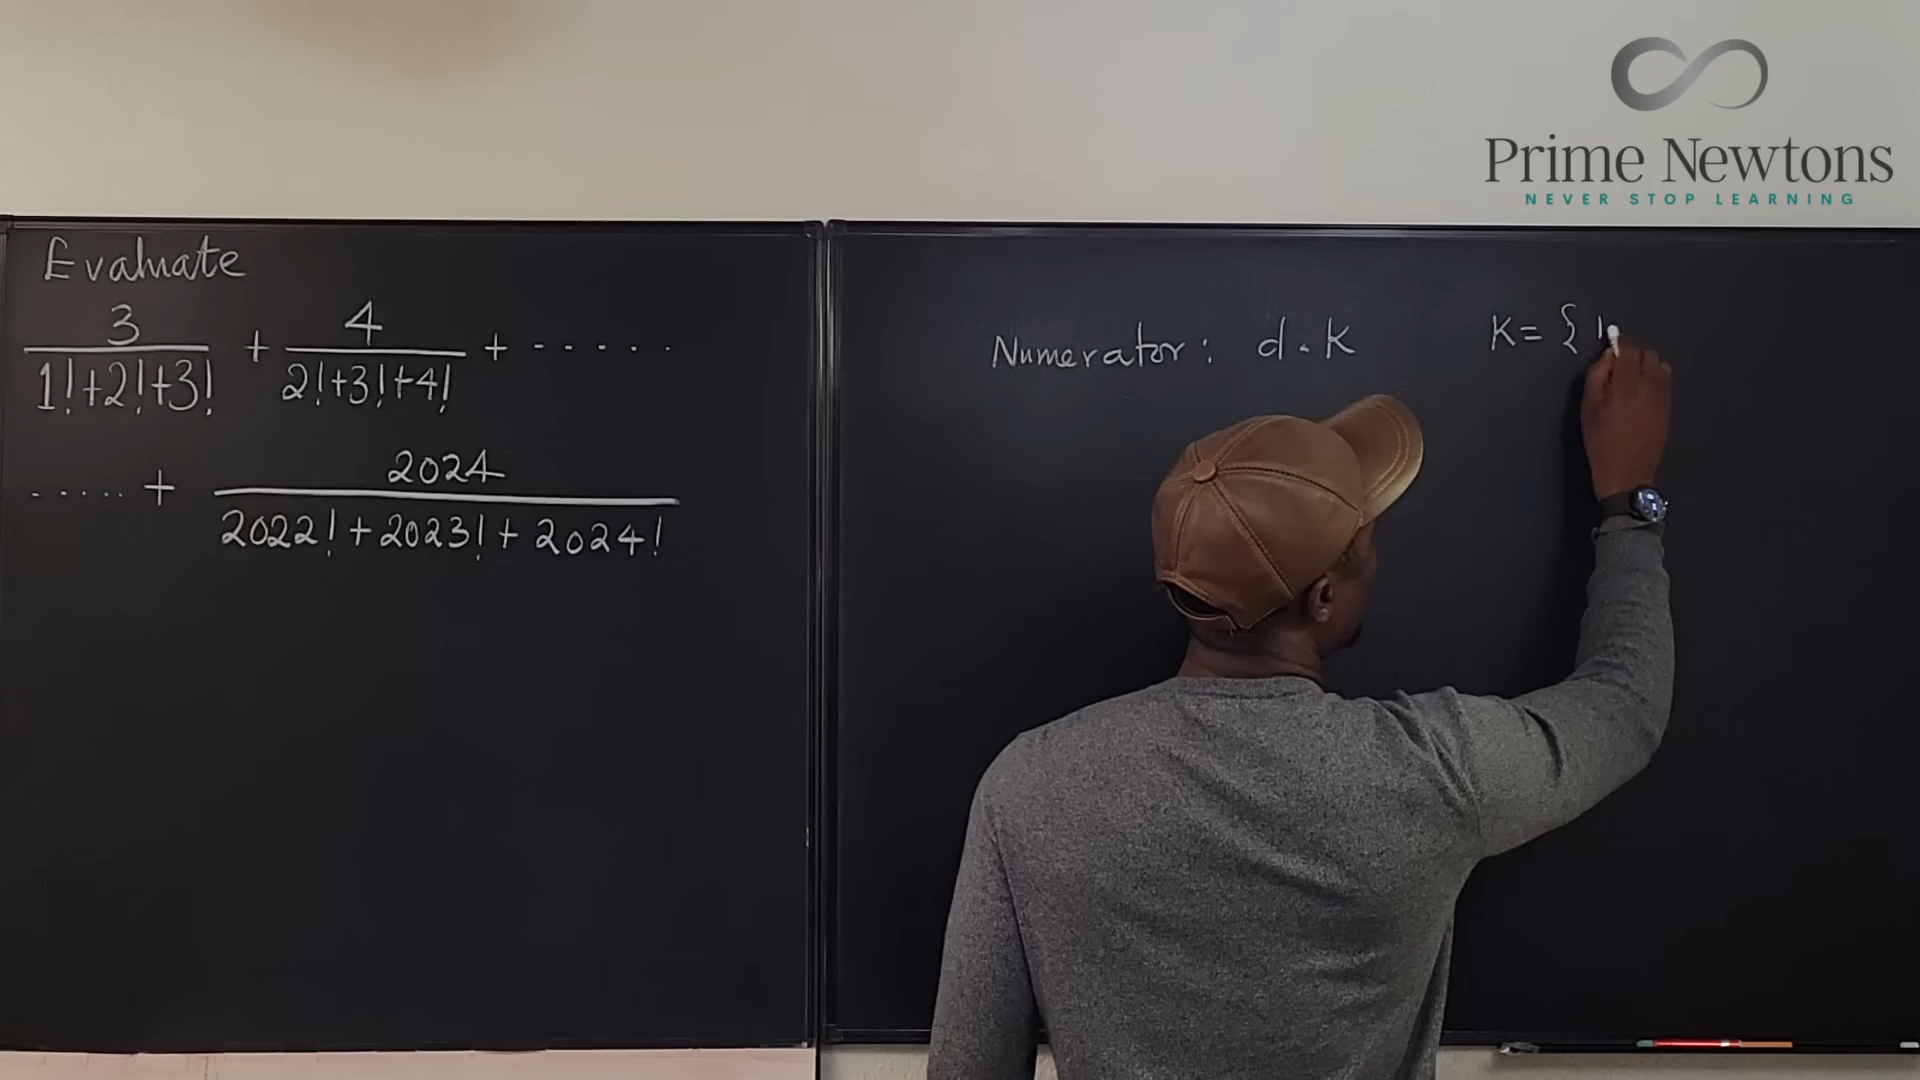 Prime Newtons
NEVER STOP LEARNING
Evaluate
3/(1!+2!+3!) + 4/(2!+3!+4!) + ·····
..... + 2024/(2022!+2023!+2024!)
Numerator: d·k K={1